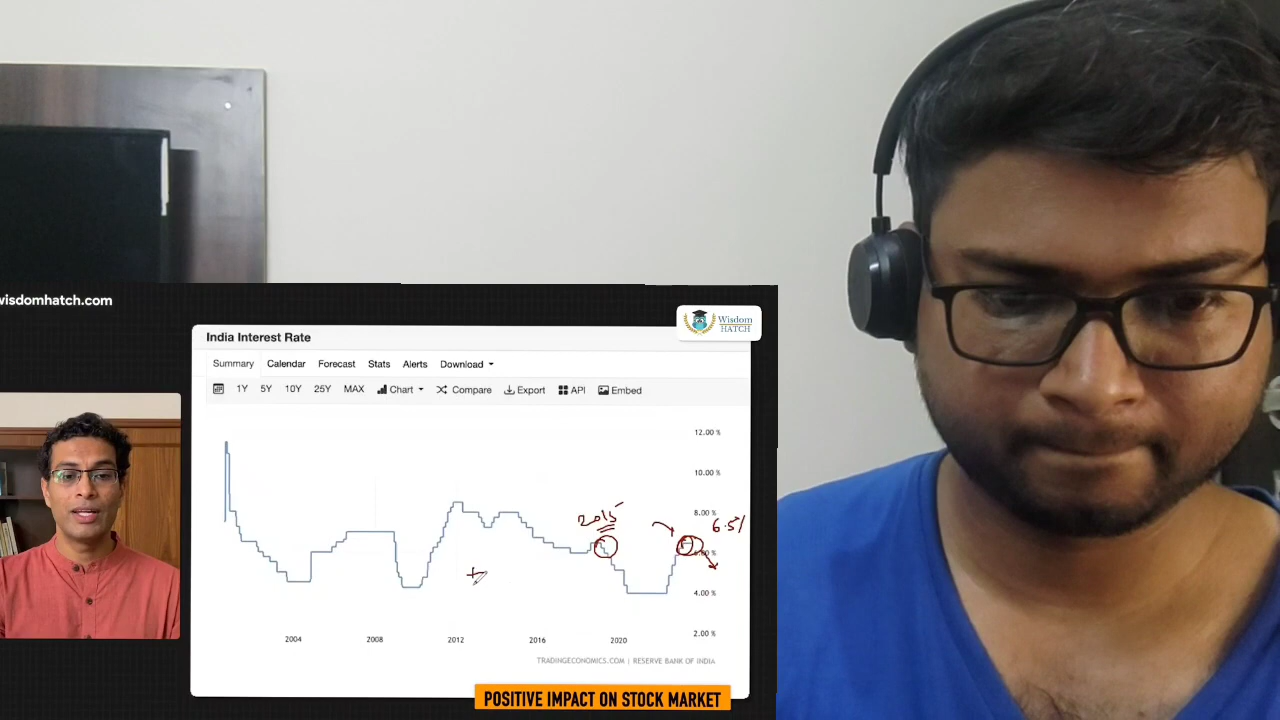 wisdomhatch.com
Wisdom
HATCH
India Interest Rate
Summary Calendar Forecast Stats Alerts Download
1Y 5Y 10Y 25Y MAX Chart Compare Export API Embed
12.00 %
10.00 %
8.00 %
2015
6.5%
6.00 %
4.00 %
2.00 %
2004 2008 2012 2016 2020
TRADINGECONOMICS.COM | RESERVE BANK OF INDIA
POSITIVE IMPACT ON STOCK MARKET